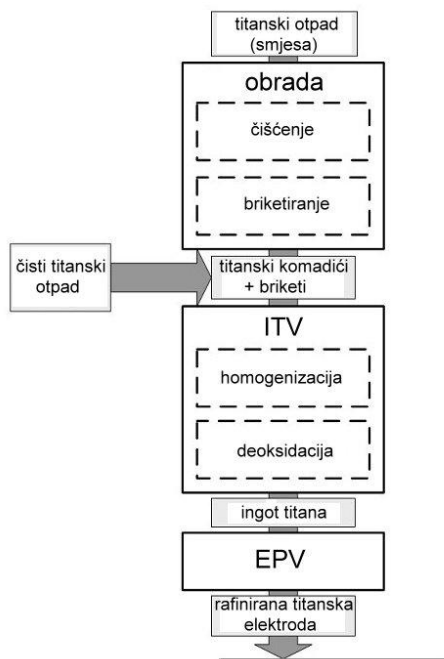 titanski otpad
(smjesa)
obrada
čišćenje
briketiranje
čisti titanski
otpad
titanski komadići
+ briketi
ITV
homogenizacija
deoksidacija
ingot titana
EPV
rafinirana titanska
elektroda